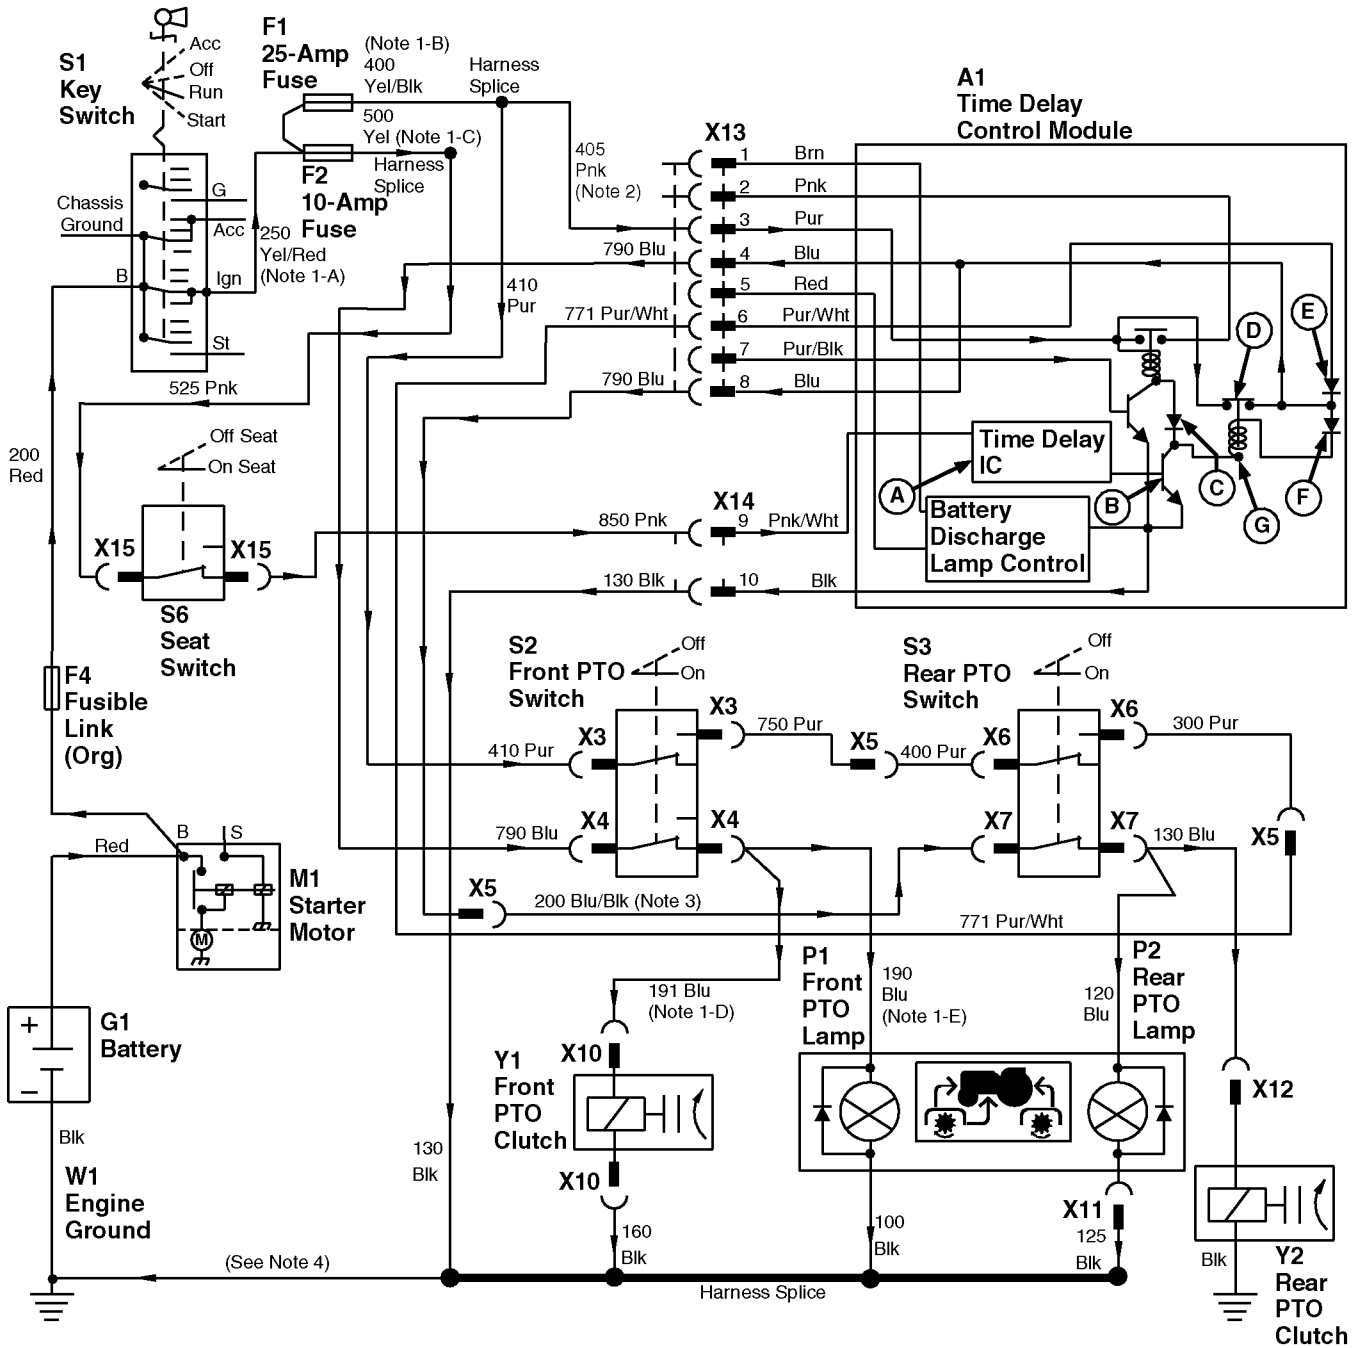 S1
Key
Switch
Acc
Off
Run
Start
F1
25-Amp
Fuse
(Note 1-B)
400
Yel/Blk
500
Yel (Note 1-C)
Harness
Splice
Harness
Splice
F2
10-Amp
Fuse
Chassis
Ground
G
Acc
B
Ign
St
250
Yel/Red
(Note 1-A)
405
Pnk
(Note 2)
790 Blu
410
Pur
771 Pur/Wht
790 Blu
525 Pnk
200
Red
X13
1
Brn
2
Pnk
3
Pur
4
Blu
5
Red
6
Pur/Wht
7
Pur/Blk
8
Blu
A1
Time Delay
Control Module
D
E
Time Delay
IC
A
B
C
G
F
Battery
Discharge
Lamp Control
X14
850 Pnk
9
Pnk/Wht
130 Blk
10
Blk
Off Seat
On Seat
X15
X15
S6
Seat
Switch
F4
Fusible
Link
(Org)
S2
Front PTO
Switch
Off
On
S3
Rear PTO
Switch
Off
On
X3
410 Pur
X3
750 Pur
X5
400 Pur
X6
X6
300 Pur
790 Blu
X4
X4
X7
X7
130 Blu
X5
X5
200 Blu/Blk (Note 3)
771 Pur/Wht
Red
B
S
M
M1
Starter
Motor
G1
Battery
+
−
Blk
W1
Engine
Ground
(See Note 4)
191 Blu
(Note 1-D)
P1
Front
PTO
Lamp
190
Blu
(Note 1-E)
120
Blu
P2
Rear
PTO
Lamp
Y1
Front
PTO
Clutch
X10
X10
130
Blk
160
Blk
100
Blk
X11
125
Blk
Harness Splice
X12
Blk
Y2
Rear
PTO
Clutch